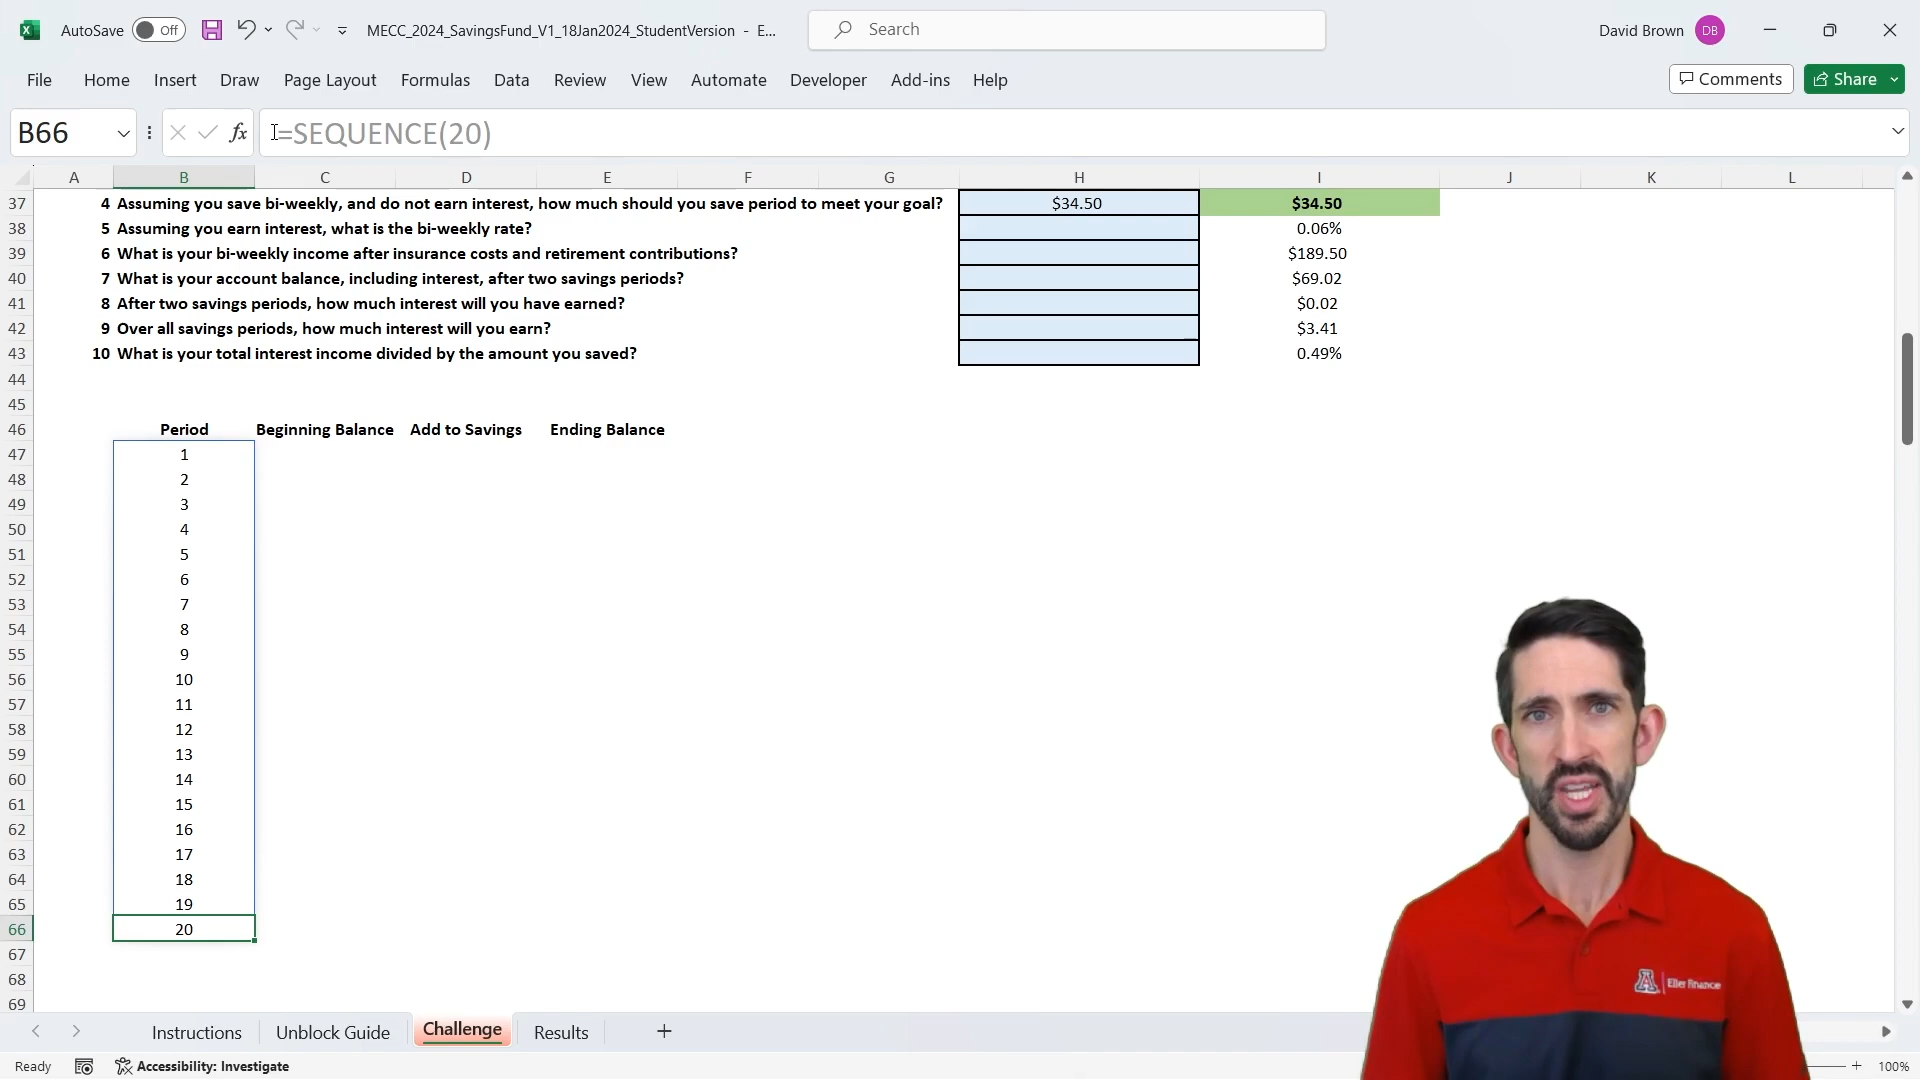 AutoSave Off MECC_2024_SavingsFund_V1_18Jan2024_StudentVersion - E... Search David Brown DB
File Home Insert Draw Page Layout Formulas Data Review View Automate Developer Add-ins Help Comments Share
B66 fx =SEQUENCE(20)
A B C D E F G H I J K L
37 4 Assuming you save bi-weekly, and do not earn interest, how much should you save period to meet your goal? $34.50 $34.50
38 5 Assuming you earn interest, what is the bi-weekly rate? 0.06%
39 6 What is your bi-weekly income after insurance costs and retirement contributions? $189.50
40 7 What is your account balance, including interest, after two savings periods? $69.02
41 8 After two savings periods, how much interest will you have earned? $0.02
42 9 Over all savings periods, how much interest will you earn? $3.41
43 10 What is your total interest income divided by the amount you saved? 0.49%
44
45
46 Period Beginning Balance Add to Savings Ending Balance
47 1
48 2
49 3
50 4
51 5
52 6
53 7
54 8
55 9
56 10
57 11
58 12
59 13
60 14
61 15
62 16
63 17
64 18
65 19
66 20
67
68
69
A Eller Finance
Instructions Unblock Guide Challenge Results
Ready Accessibility: Investigate 100%